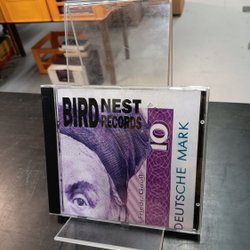 BIRD NEST
RECORDS
10
DEUTSCHE MARK